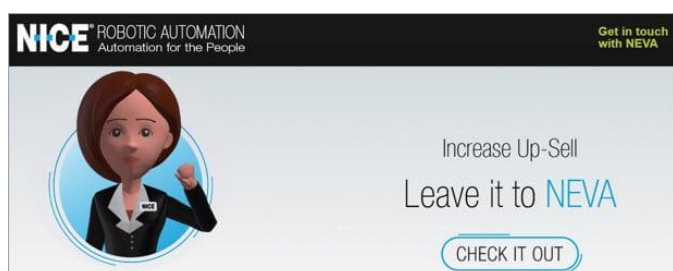 NICE® ROBOTIC AUTOMATION
Automation for the People
Get in touch
with NEVA
NICE
Increase Up-Sell
Leave it to NEVA
CHECK IT OUT